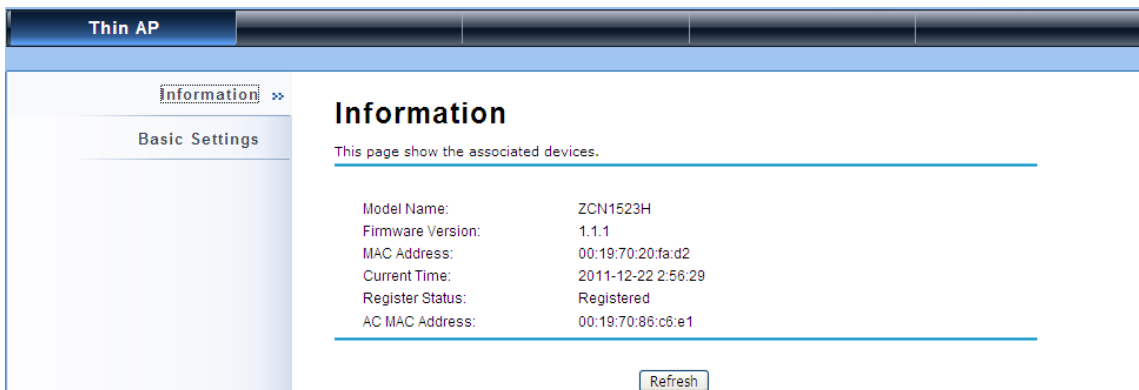 Thin AP
Information »
Basic Settings
Information
This page show the associated devices.
Model Name: ZCN1523H
Firmware Version: 1.1.1
MAC Address: 00:19:70:20:fa:d2
Current Time: 2011-12-22 2:56:29
Register Status: Registered
AC MAC Address: 00:19:70:86:c6:e1
Refresh